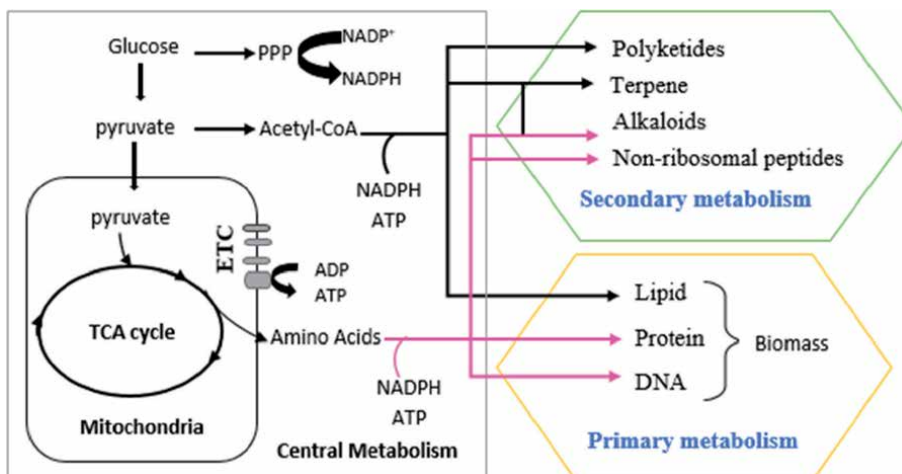 Glucose
PPP
NADP⁺
NADPH
Polyketides
Terpene
pyruvate
Acetyl-CoA
Alkaloids
Non-ribosomal peptides
NADPH
ATP
Secondary metabolism
pyruvate
ETC
ADP
ATP
Lipid
TCA cycle
Amino Acids
Protein
Biomass
DNA
NADPH
ATP
Mitochondria
Central Metabolism
Primary metabolism